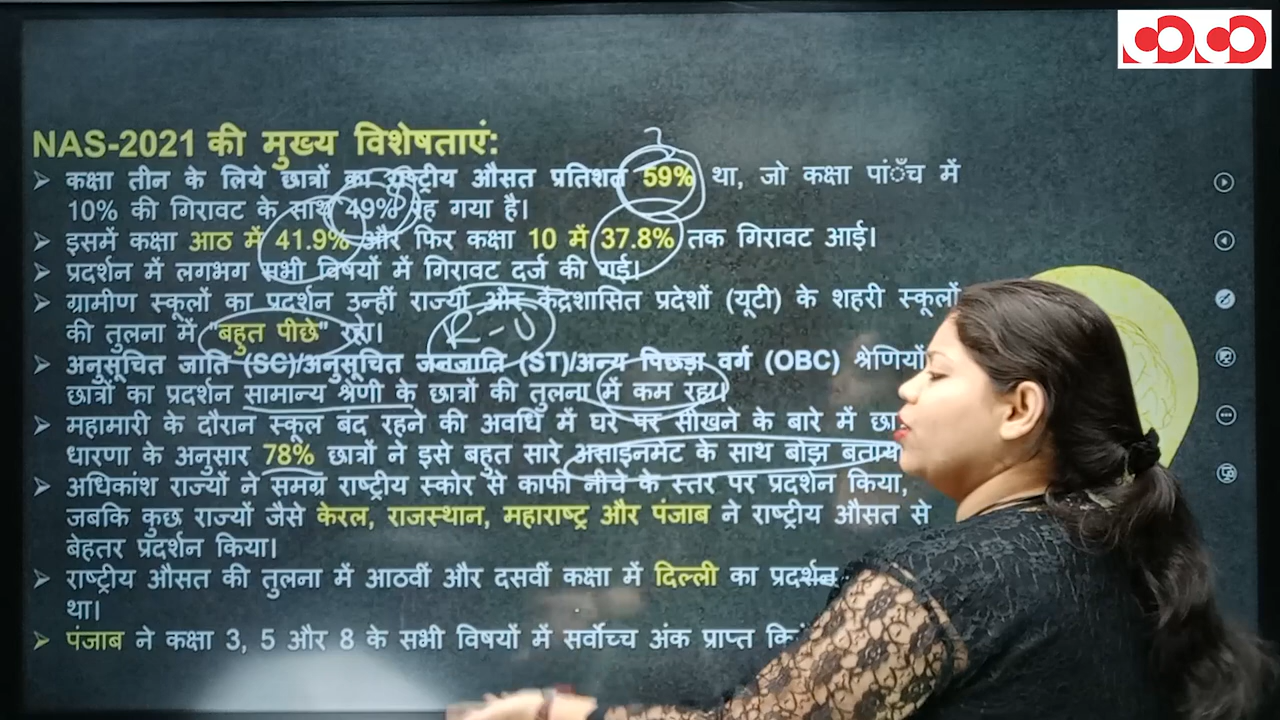 NAS-2021 की मुख्य विशेषताएं:
➢ कक्षा तीन के लिये छात्रों का राष्ट्रीय औसत प्रतिशत 59% था, जो कक्षा पांँच में
10% की गिरावट के साथ 49% रह गया है।
➢ इसमें कक्षा आठ में 41.9% और फिर कक्षा 10 में 37.8% तक गिरावट आई।
➢ प्रदर्शन में लगभग सभी विषयों में गिरावट दर्ज की गई।
➢ ग्रामीण स्कूलों का प्रदर्शन उन्हीं राज्यों और केंद्रशासित प्रदेशों (यूटी) के शहरी स्कूलों
की तुलना में "बहुत पीछे" रहा।
R-U
➢ अनुसूचित जाति (SC)/अनुसूचित जनजाति (ST)/अन्य पिछड़ा वर्ग (OBC) श्रेणियों
छात्रों का प्रदर्शन सामान्य श्रेणी के छात्रों की तुलना में कम रहा।
➢ महामारी के दौरान स्कूल बंद रहने की अवधि में घर पर सीखने के बारे में
धारणा के अनुसार 78% छात्रों ने इसे बहुत सारे असाइनमेंट के साथ बोझ
➢ अधिकांश राज्यों ने समग्र राष्ट्रीय स्कोर से काफी नीचे के स्तर पर प्रदर्शन किया,
जबकि कुछ राज्यों जैसे केरल, राजस्थान, महाराष्ट्र और पंजाब ने राष्ट्रीय औसत से
बेहतर प्रदर्शन किया।
➢ राष्ट्रीय औसत की तुलना में आठवीं और दसवीं कक्षा में दिल्ली का प्रदर्शन
था।
➢ पंजाब ने कक्षा 3, 5 और 8 के सभी विषयों में सर्वोच्च अंक प्राप्त